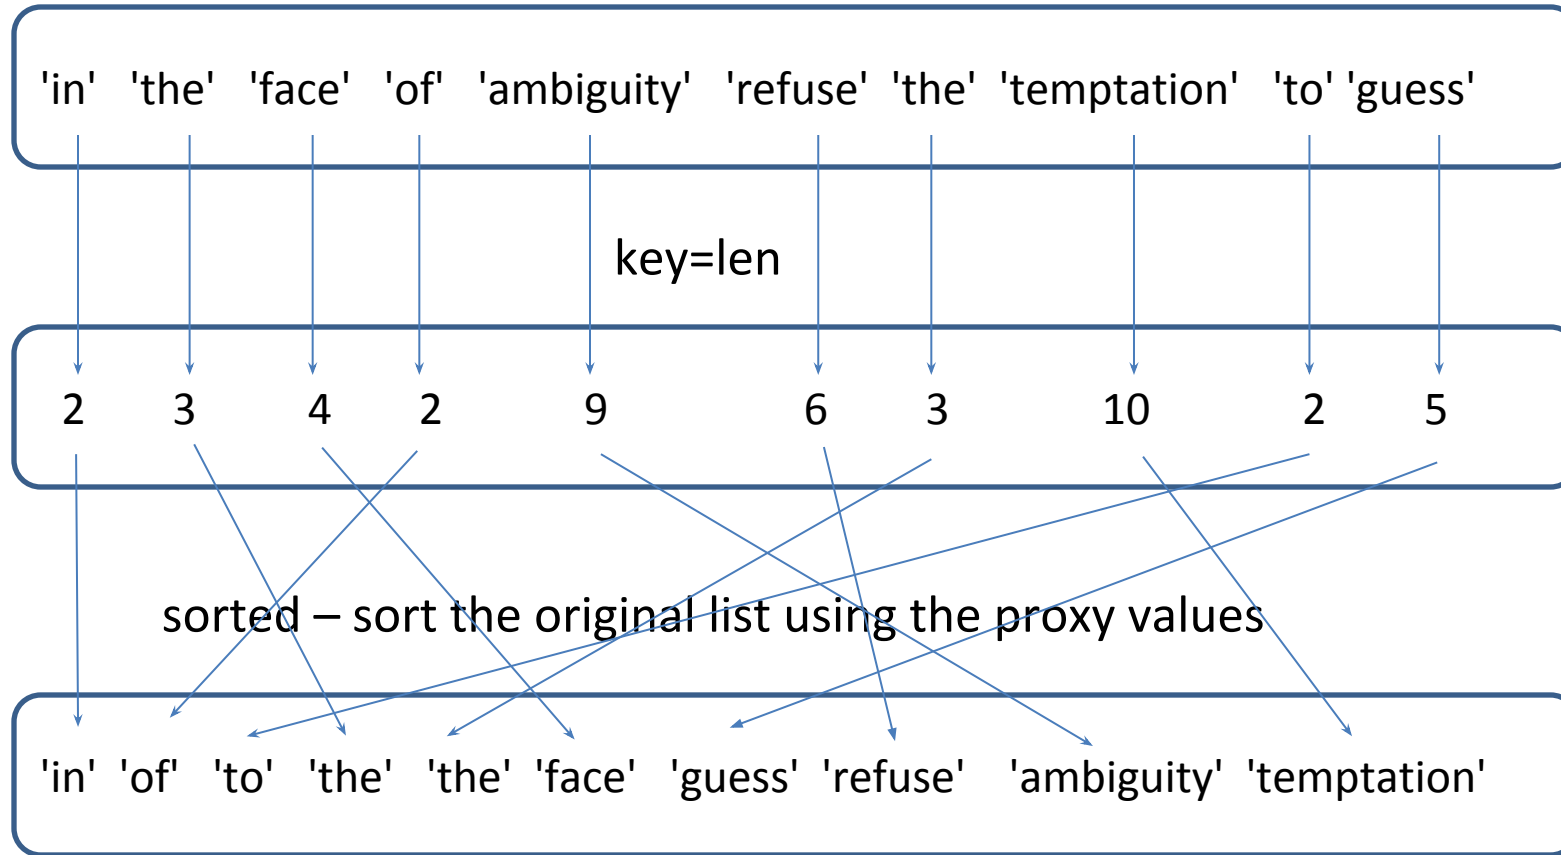 'in' 'the' 'face' 'of' 'ambiguity' 'refuse' 'the' 'temptation' 'to' 'guess'
key=len
2 3 4 2 9 6 3 10 2 5
sorted – sort the original list using the proxy values
'in' 'of' 'to' 'the' 'the' 'face' 'guess' 'refuse' 'ambiguity' 'temptation'